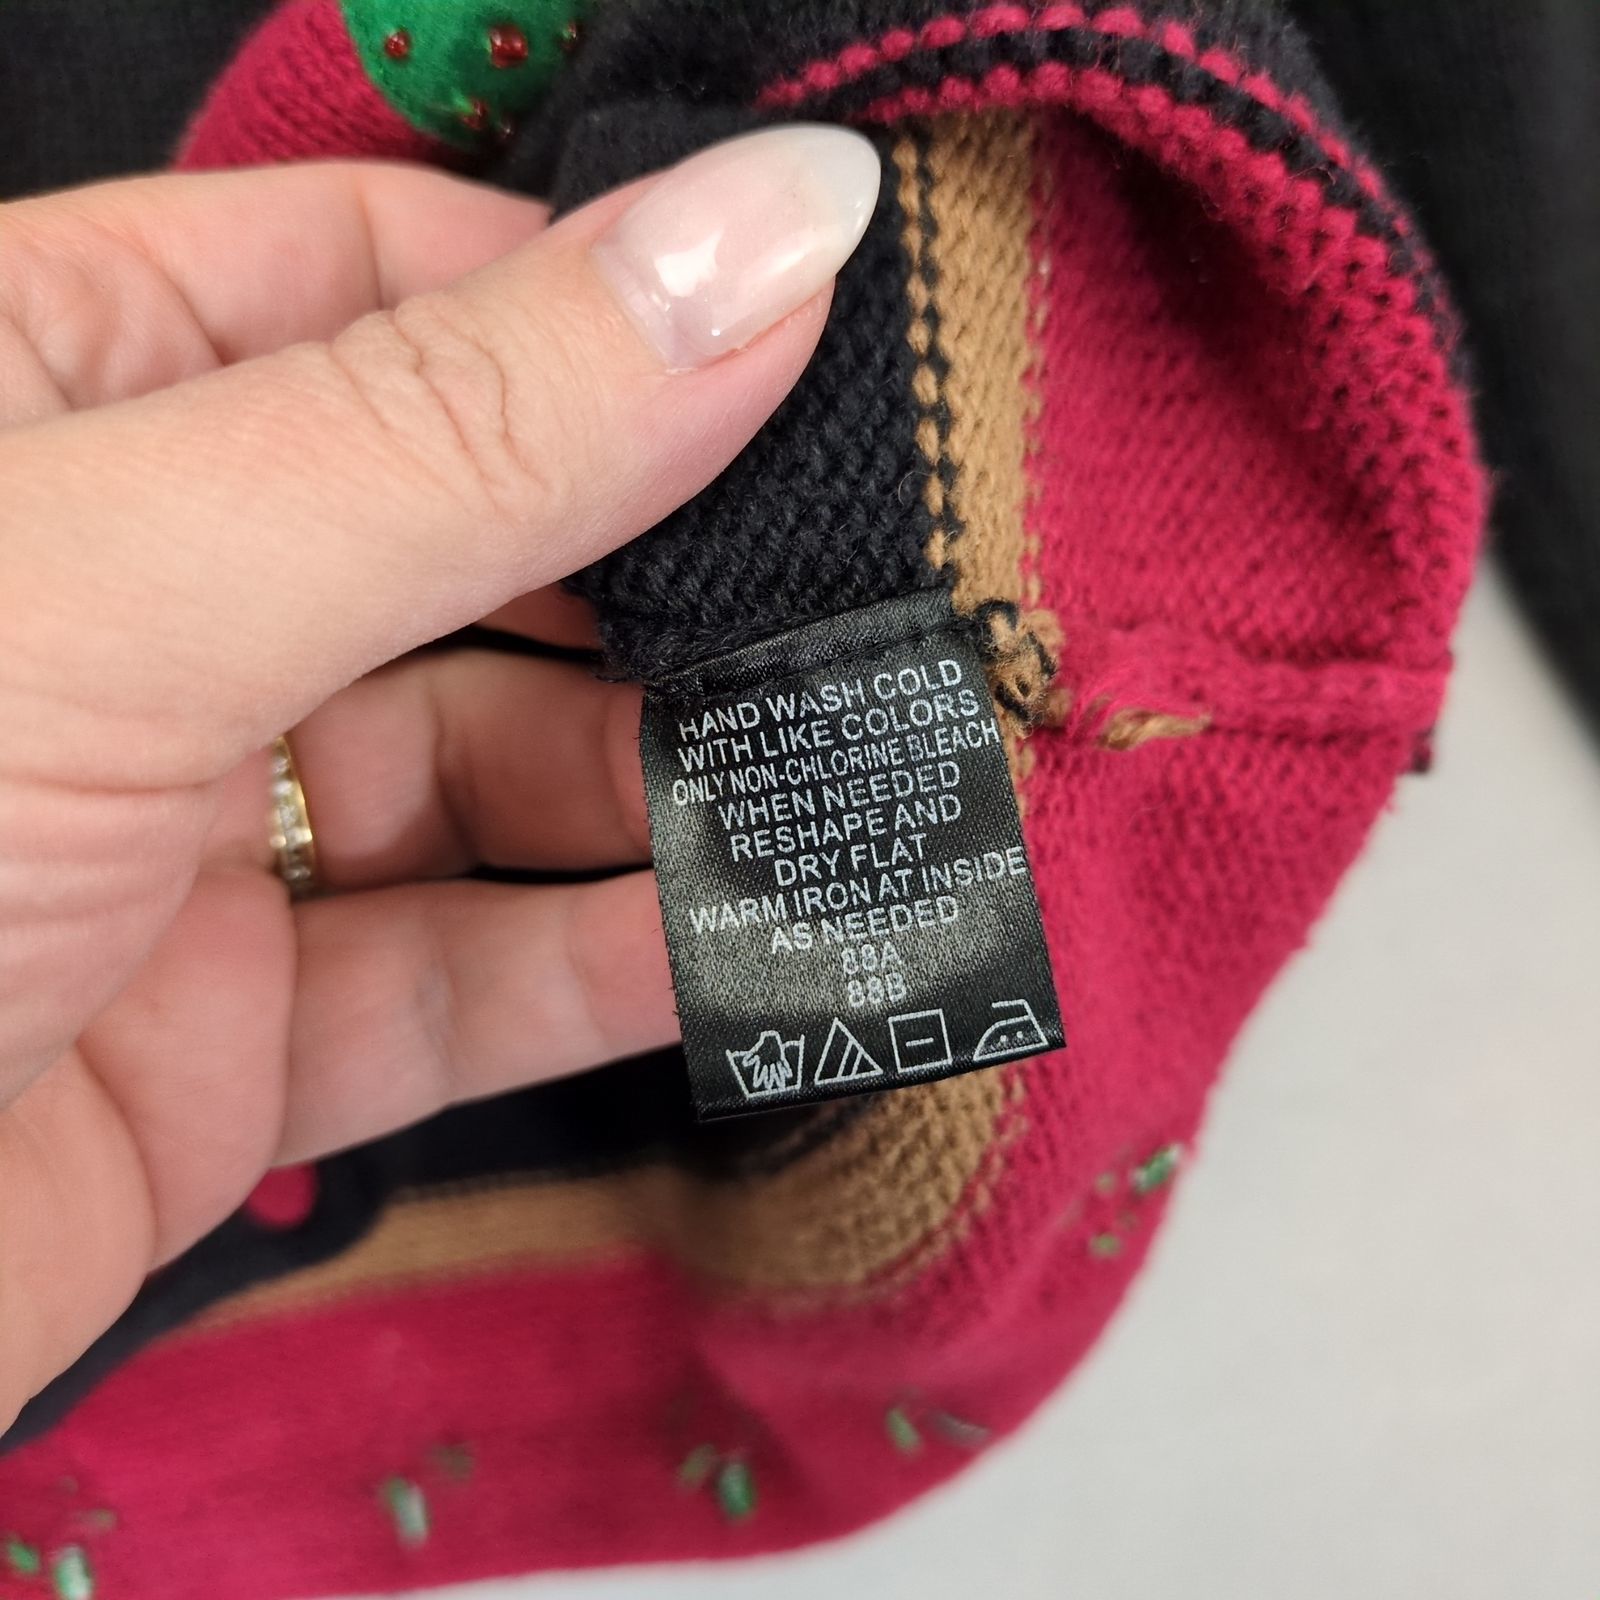 HAND WASH COLD
WITH LIKE COLORS
ONLY NON-CHLORINE BLEACH
WHEN NEEDED
RESHAPE AND
DRY FLAT
WARM IRON AT INSIDE
AS NEEDED
88A
88B